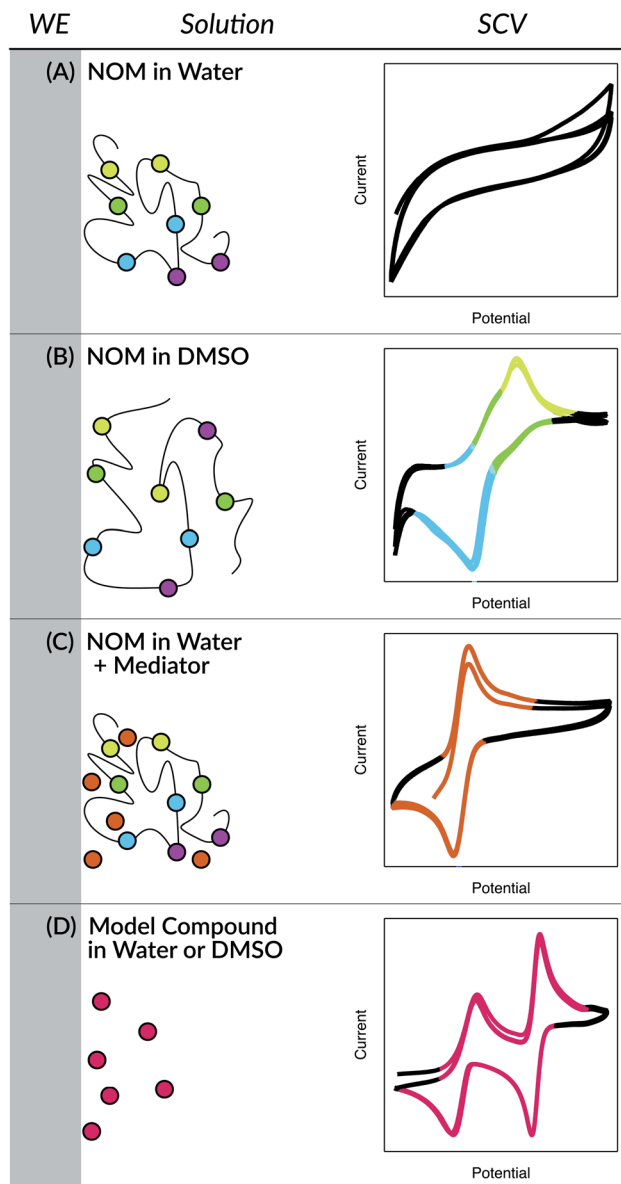 WE Solution SCV
(A) NOM in Water
Current
Potential
(B) NOM in DMSO
Current
Potential
(C) NOM in Water
+ Mediator
Current
Potential
(D) Model Compound
in Water or DMSO
Current
Potential